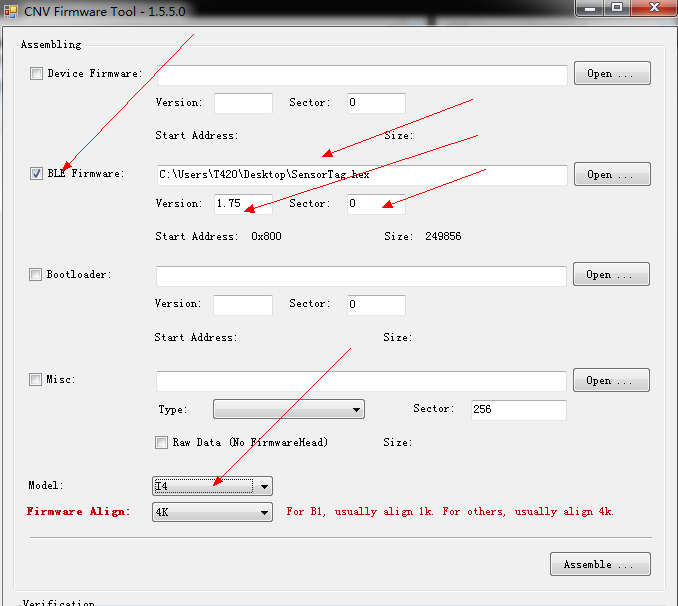 CNV Firmware Tool - 1.5.5.0
Assembling
Device Firmware: Open ...
Version: Sector: 0
Start Address: Size:
BLE Firmware: C:\Users\T420\Desktop\SensorTag.hex Open ...
Version: 1.75 Sector: 0
Start Address: 0x800 Size: 249856
Bootloader: Open ...
Version: Sector: 0
Start Address: Size:
Misc: Open ...
Type: Sector: 256
Raw Data (No FirmwareHead) Size:
Model: I4
Firmware Align: 4K For B1, usually align 1k. For others, usually align 4k.
Assemble ...
Verification